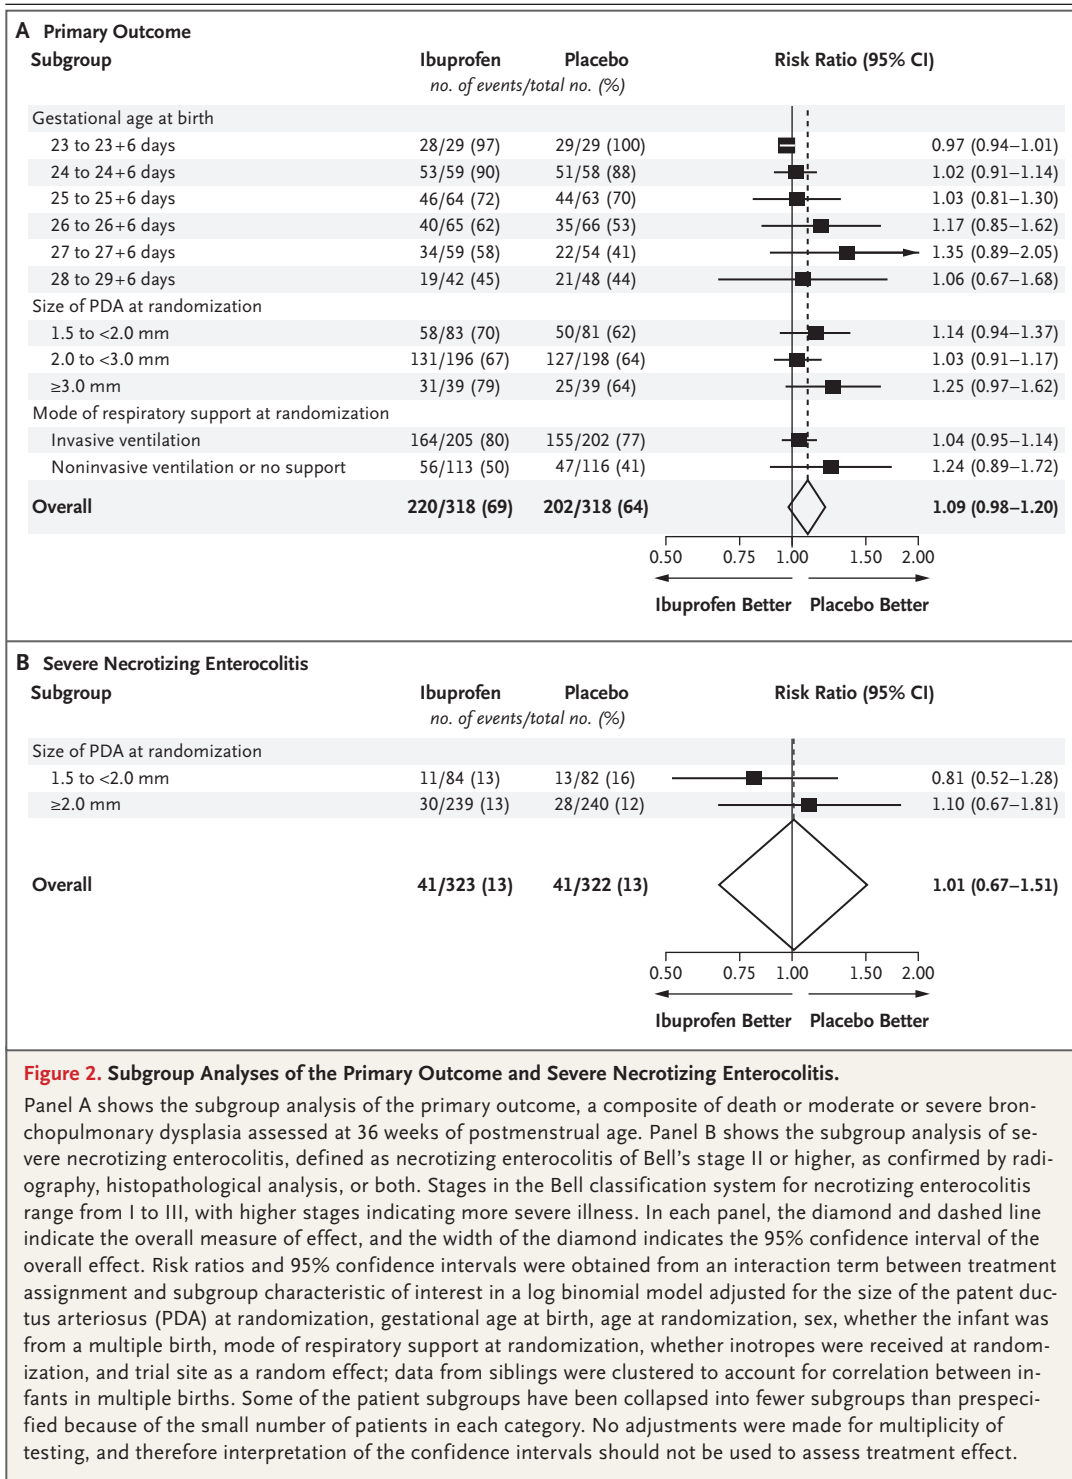 A Primary Outcome
Subgroup Ibuprofen Placebo Risk Ratio (95% CI)
no. of events/total no. (%)
Gestational age at birth
23 to 23+6 days 28/29 (97) 29/29 (100) 0.97 (0.94–1.01)
24 to 24+6 days 53/59 (90) 51/58 (88) 1.02 (0.91–1.14)
25 to 25+6 days 46/64 (72) 44/63 (70) 1.03 (0.81–1.30)
26 to 26+6 days 40/65 (62) 35/66 (53) 1.17 (0.85–1.62)
27 to 27+6 days 34/59 (58) 22/54 (41) 1.35 (0.89–2.05)
28 to 29+6 days 19/42 (45) 21/48 (44) 1.06 (0.67–1.68)
Size of PDA at randomization
1.5 to <2.0 mm 58/83 (70) 50/81 (62) 1.14 (0.94–1.37)
2.0 to <3.0 mm 131/196 (67) 127/198 (64) 1.03 (0.91–1.17)
≥3.0 mm 31/39 (79) 25/39 (64) 1.25 (0.97–1.62)
Mode of respiratory support at randomization
Invasive ventilation 164/205 (80) 155/202 (77) 1.04 (0.95–1.14)
Noninvasive ventilation or no support 56/113 (50) 47/116 (41) 1.24 (0.89–1.72)
Overall 220/318 (69) 202/318 (64) 1.09 (0.98–1.20)
0.50 0.75 1.00 1.50 2.00
Ibuprofen Better Placebo Better
B Severe Necrotizing Enterocolitis
Subgroup Ibuprofen Placebo Risk Ratio (95% CI)
no. of events/total no. (%)
Size of PDA at randomization
1.5 to <2.0 mm 11/84 (13) 13/82 (16) 0.81 (0.52–1.28)
≥2.0 mm 30/239 (13) 28/240 (12) 1.10 (0.67–1.81)
Overall 41/323 (13) 41/322 (13) 1.01 (0.67–1.51)
0.50 0.75 1.00 1.50 2.00
Ibuprofen Better Placebo Better
Figure 2. Subgroup Analyses of the Primary Outcome and Severe Necrotizing Enterocolitis.
Panel A shows the subgroup analysis of the primary outcome, a composite of death or moderate or severe bron-
chopulmonary dysplasia assessed at 36 weeks of postmenstrual age. Panel B shows the subgroup analysis of se-
vere necrotizing enterocolitis, defined as necrotizing enterocolitis of Bell's stage II or higher, as confirmed by radi-
ography, histopathological analysis, or both. Stages in the Bell classification system for necrotizing enterocolitis
range from I to III, with higher stages indicating more severe illness. In each panel, the diamond and dashed line
indicate the overall measure of effect, and the width of the diamond indicates the 95% confidence interval of the
overall effect. Risk ratios and 95% confidence intervals were obtained from an interaction term between treatment
assignment and subgroup characteristic of interest in a log binomial model adjusted for the size of the patent duc-
tus arteriosus (PDA) at randomization, gestational age at birth, age at randomization, sex, whether the infant was
from a multiple birth, mode of respiratory support at randomization, whether inotropes were received at random-
ization, and trial site as a random effect; data from siblings were clustered to account for correlation between in-
fants in multiple births. Some of the patient subgroups have been collapsed into fewer subgroups than prespeci-
fied because of the small number of patients in each category. No adjustments were made for multiplicity of
testing, and therefore interpretation of the confidence intervals should not be used to assess treatment effect.